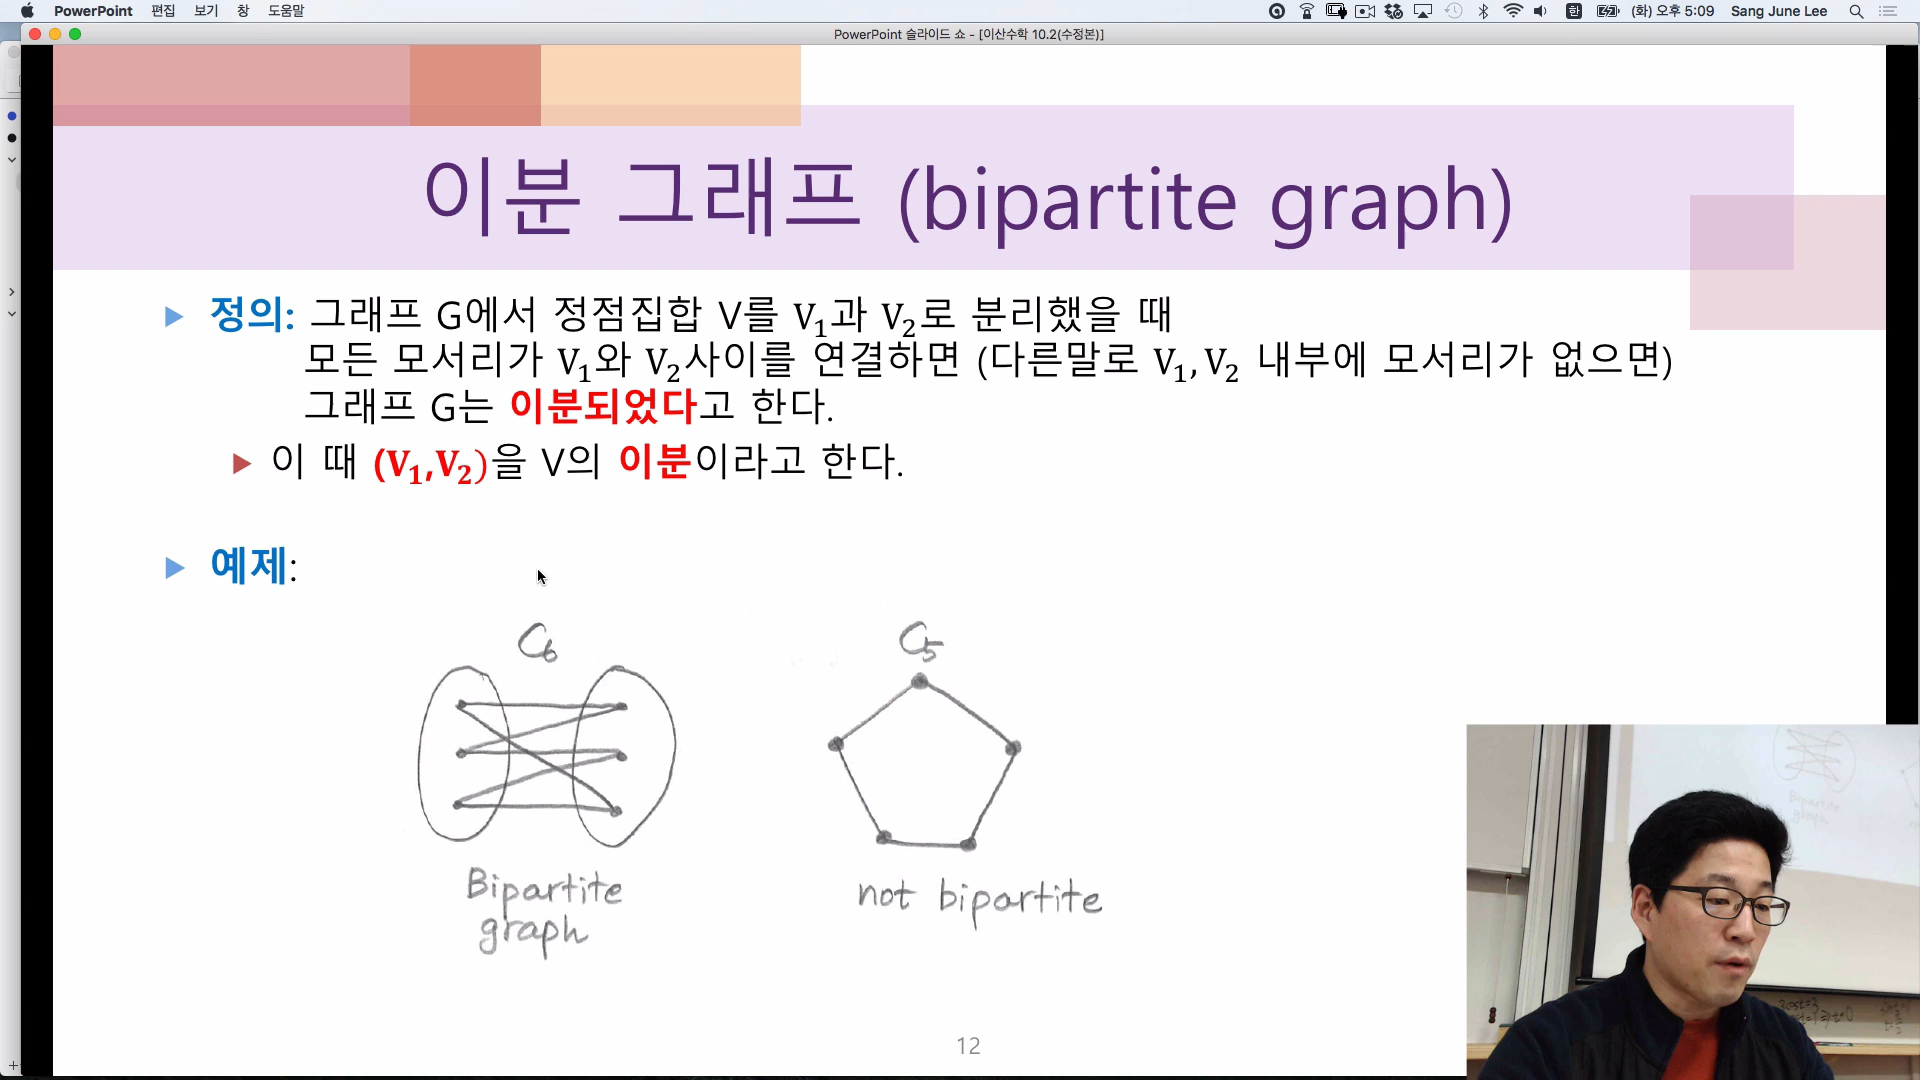 PowerPoint 편집 보기 창 도움말
(화) 오후 5:09 Sang June Lee
PowerPoint 슬라이드 쇼 - [이산수학 10.2(수정본)]
이분 그래프 (bipartite graph)
정의: 그래프 G에서 정점집합 V를 V₁과 V₂로 분리했을 때
모든 모서리가 V₁와 V₂사이를 연결하면 (다른말로 V₁,V₂ 내부에 모서리가 없으면)
그래프 G는 이분되었다고 한다.
이 때 (V₁,V₂)을 V의 이분이라고 한다.
예제:
C₆
C₅
Bipartite
graph
not bipartite
12